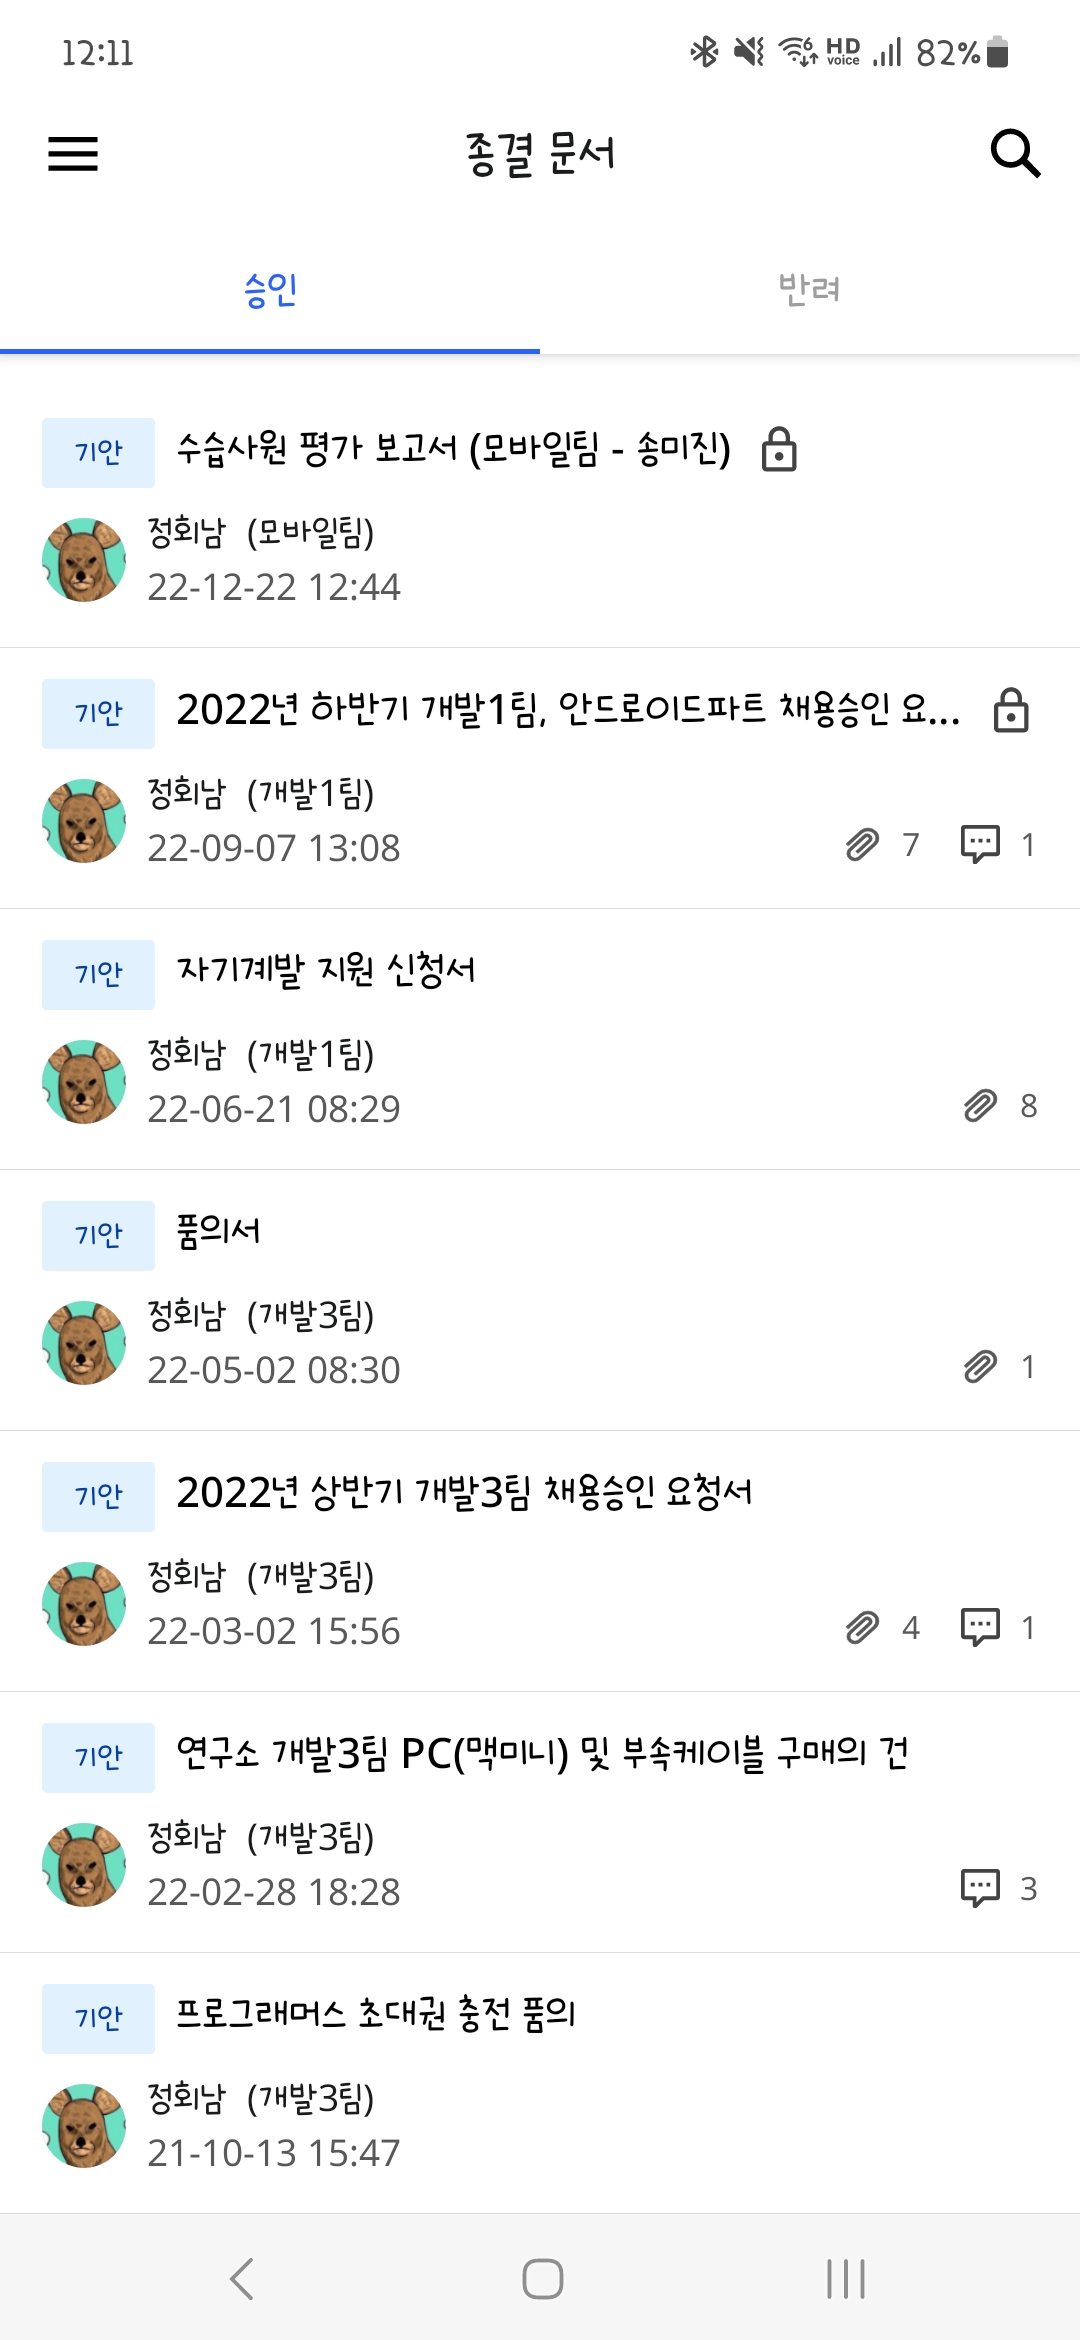 12:11
HD voice 82%
종결 문서
승인
반려
기안 수습사원 평가 보고서 (모바일팀 - 송미진)
정회남 (모바일팀)
22-12-22 12:44
기안 2022년 하반기 개발1팀, 안드로이드파트 채용승인 요...
정회남 (개발1팀)
22-09-07 13:08 7 1
기안 자기계발 지원 신청서
정회남 (개발1팀)
22-06-21 08:29 8
기안 품의서
정회남 (개발3팀)
22-05-02 08:30 1
기안 2022년 상반기 개발3팀 채용승인 요청서
정회남 (개발3팀)
22-03-02 15:56 4 1
기안 연구소 개발3팀 PC(맥미니) 및 부속케이블 구매의 건
정회남 (개발3팀)
22-02-28 18:28 3
기안 프로그래머스 초대권 충전 품의
정회남 (개발3팀)
21-10-13 15:47